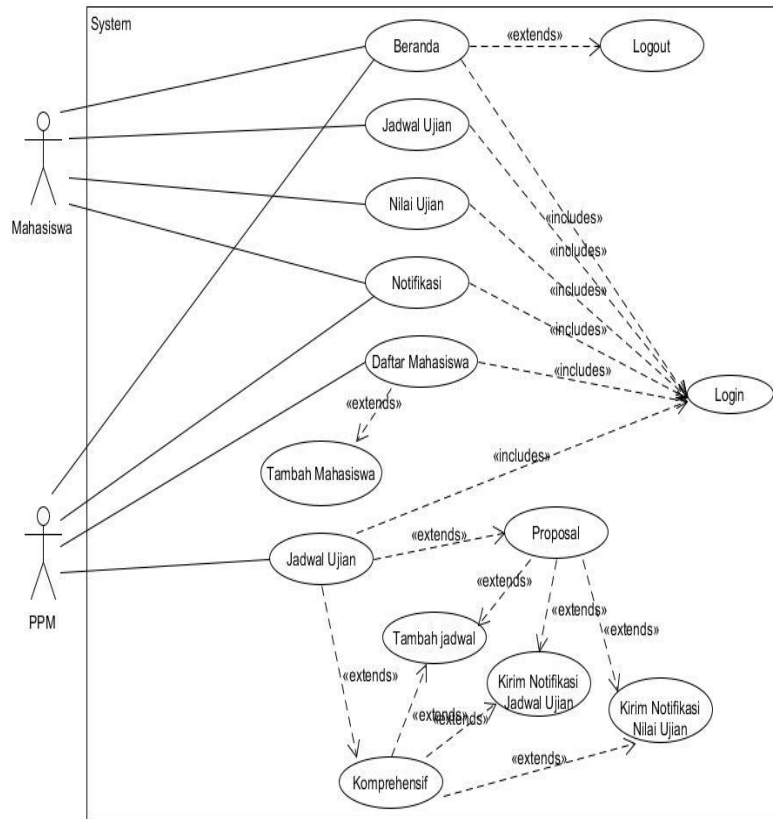 System
Beranda
«extends»
Logout
Jadwal Ujian
Mahasiswa
Nilai Ujian
«includes»
«includes»
Notifikasi
«includes»
«includes»
Daftar Mahasiswa
«includes»
Login
«extends»
Tambah Mahasiswa
«includes»
Jadwal Ujian
«extends»
Proposal
PPM
«extends»
«extends»
«extends»
Tambah jadwal
«extends»
Kirim Notifikasi
Jadwal Ujian
Kirim Notifikasi
Nilai Ujian
«extends»
«extends»
Komprehensif
«extends»